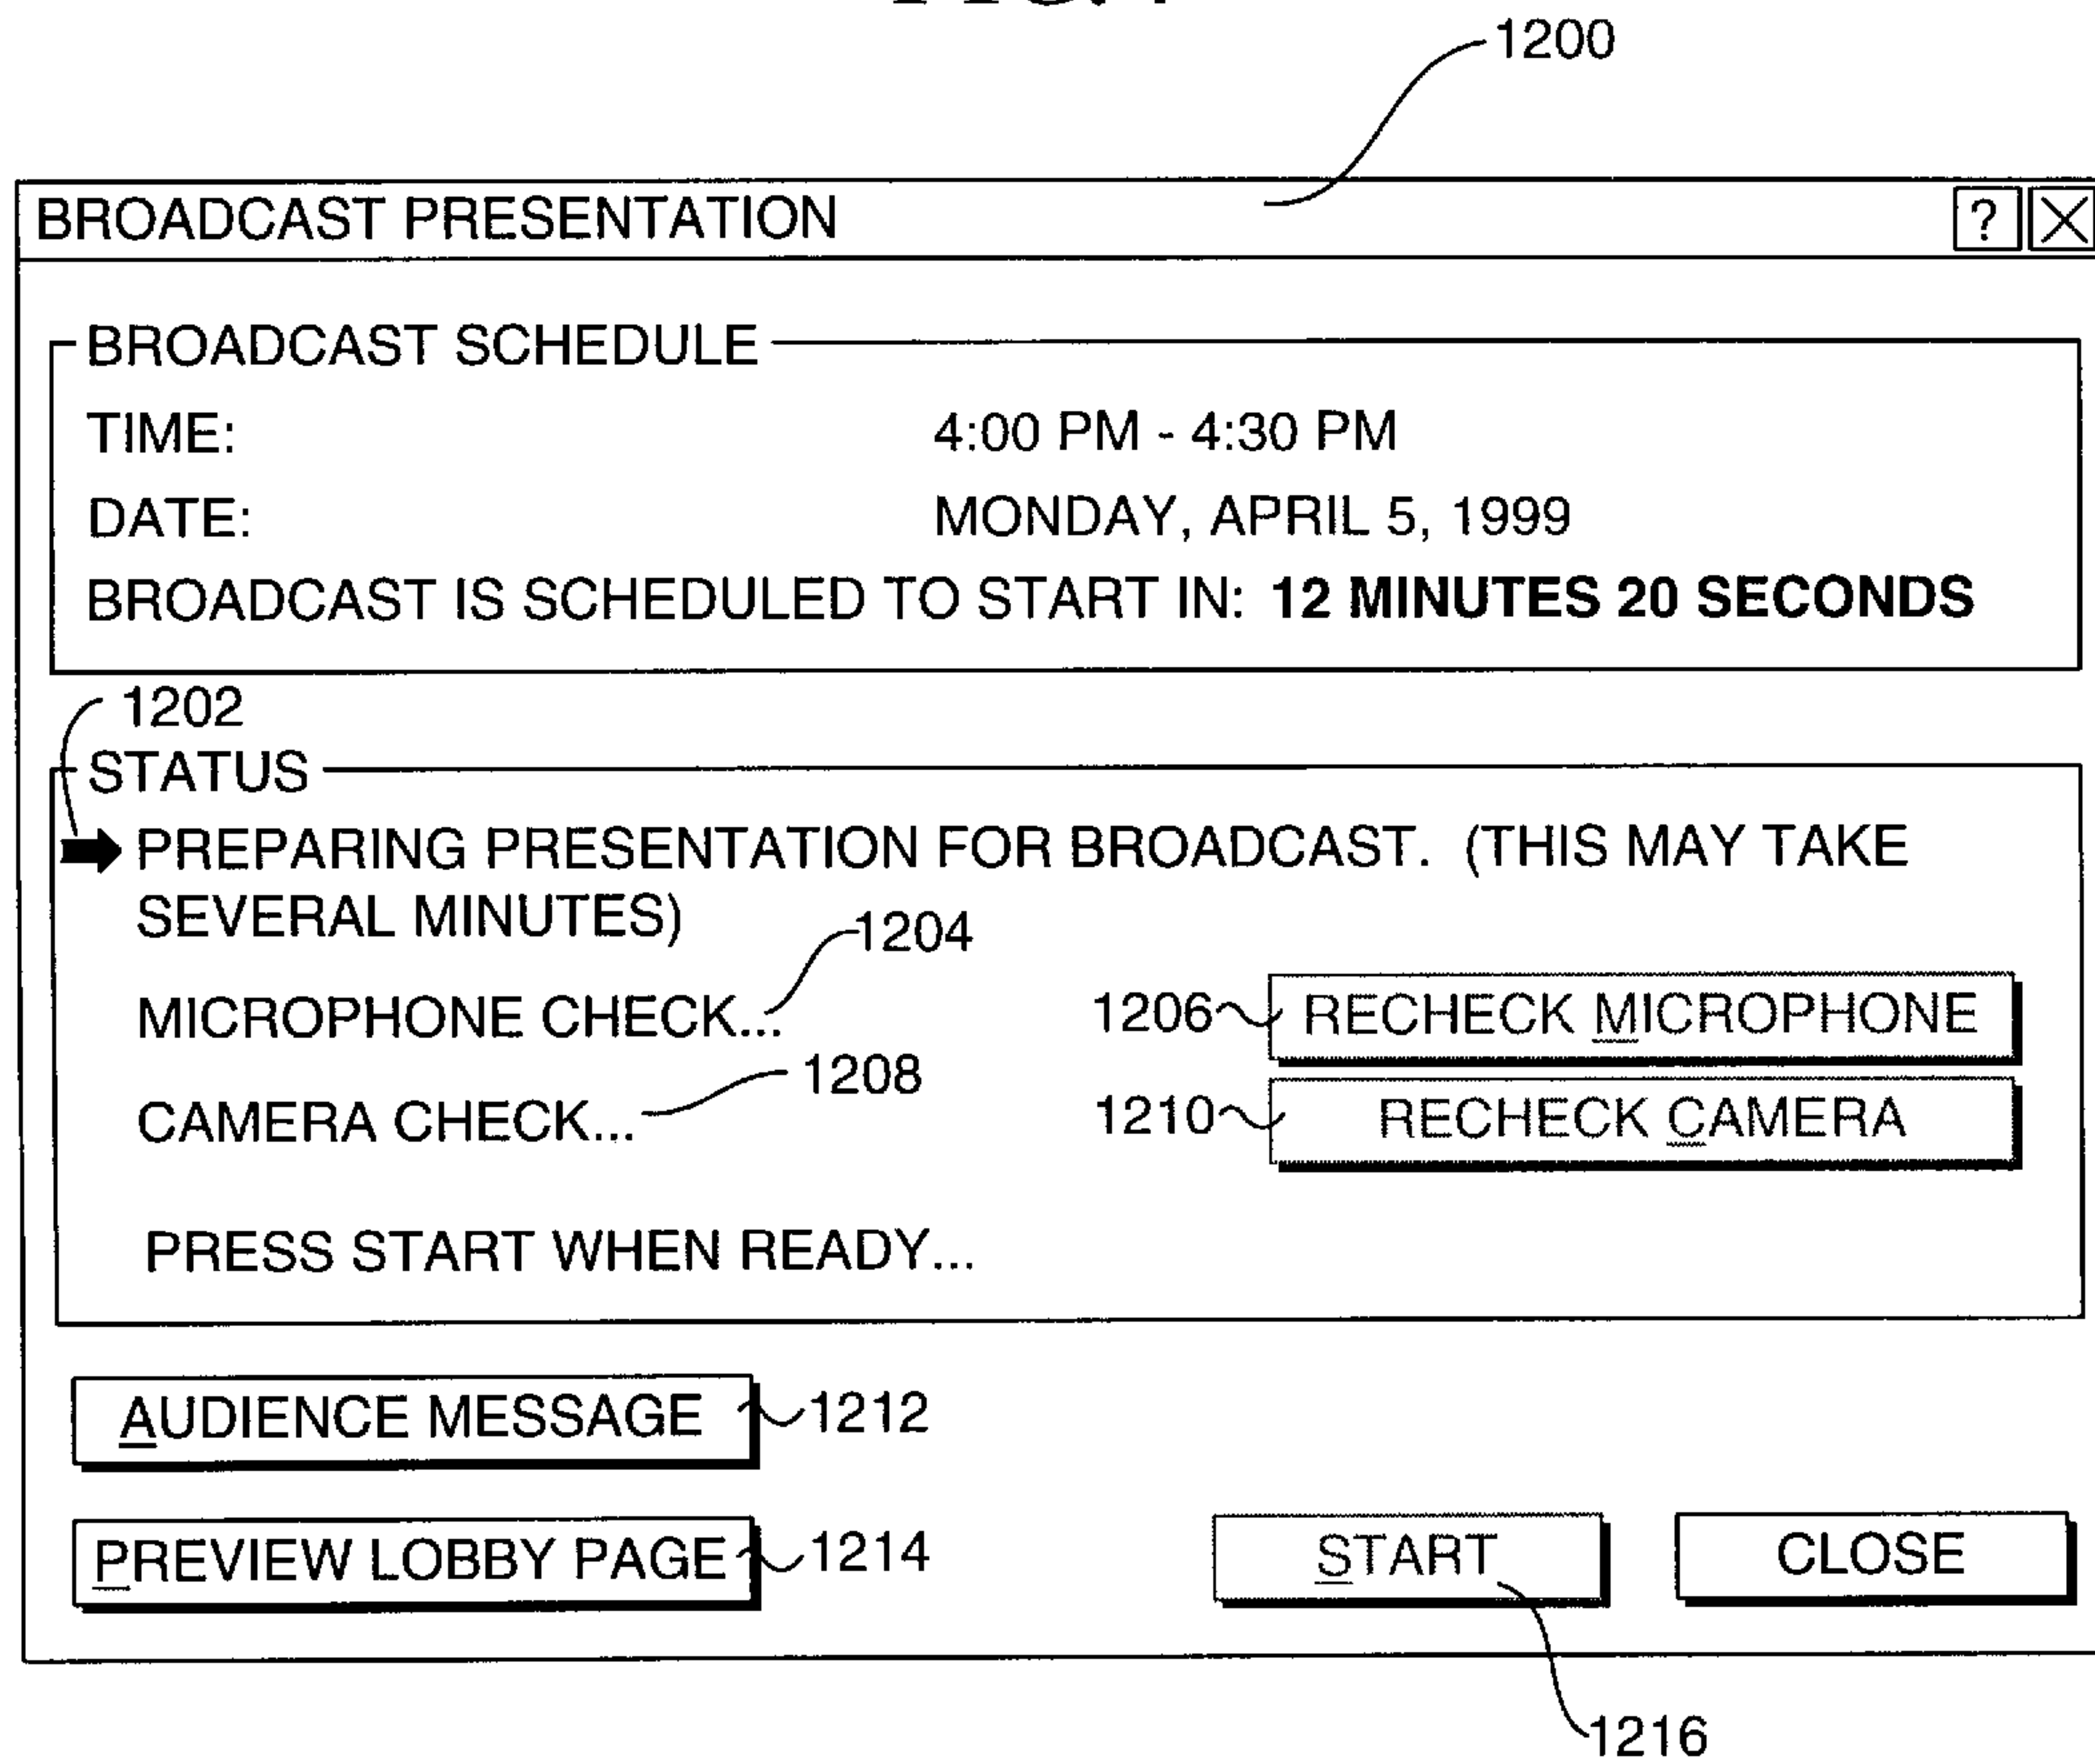 1200
BROADCAST PRESENTATION ? X
BROADCAST SCHEDULE
TIME: 4:00 PM - 4:30 PM
DATE: MONDAY, APRIL 5, 1999
BROADCAST IS SCHEDULED TO START IN: 12 MINUTES 20 SECONDS
1202
STATUS
PREPARING PRESENTATION FOR BROADCAST. (THIS MAY TAKE
SEVERAL MINUTES)
1204
MICROPHONE CHECK... 1206 RECHECK MICROPHONE
1208
CAMERA CHECK... 1210 RECHECK CAMERA
PRESS START WHEN READY...
AUDIENCE MESSAGE 1212
PREVIEW LOBBY PAGE 1214 START CLOSE
1216